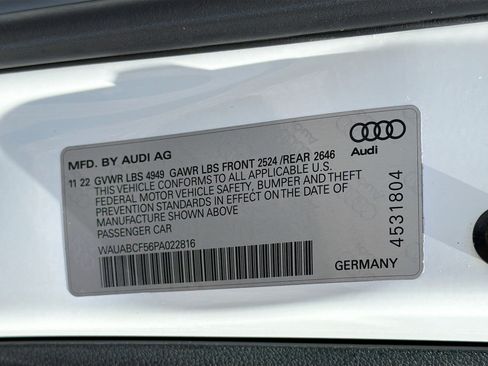 MFD. BY AUDI AG
11 22 GVWR LBS 4949 GAWR LBS FRONT 2524 /REAR 2646
THIS VEHICLE CONFORMS TO ALL APPLICABLE U.S.
FEDERAL MOTOR VEHICLE SAFETY, BUMPER AND THEFT
PREVENTION STANDARDS IN EFFECT ON THE DATE OF
MANUFACTURE SHOWN ABOVE
PASSENGER CAR
WAUABCF56PA022816
Audi
4531804
GERMANY